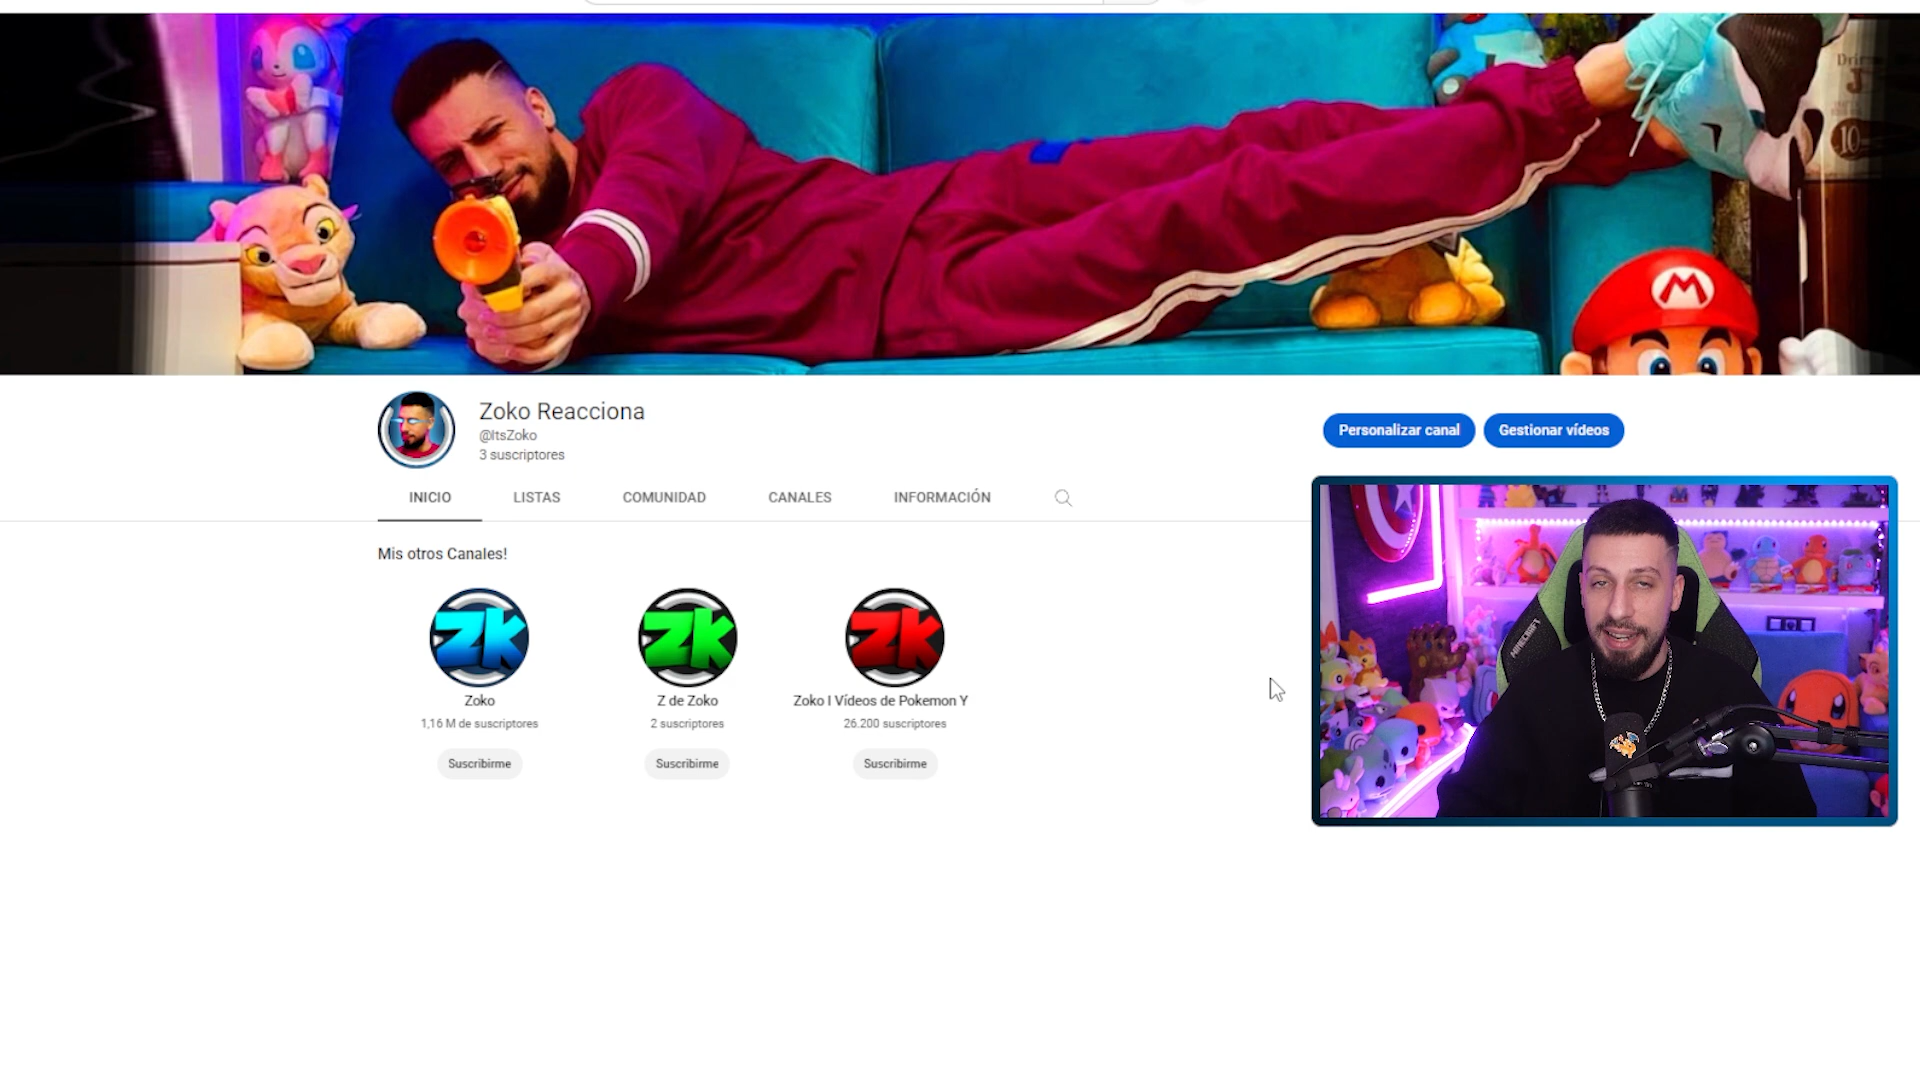 Zoko Reacciona
@ItsZoko
3 suscriptores
Personalizar canal
Gestionar vídeos
INICIO
LISTAS
COMUNIDAD
CANALES
INFORMACIÓN
Mis otros Canales!
ZK
ZK
ZK
Zoko
Z de Zoko
Zoko I Vídeos de Pokemon Y
1,16 M de suscriptores
2 suscriptores
26.200 suscriptores
Suscribirme
Suscribirme
Suscribirme
M
MINECRAFT
10